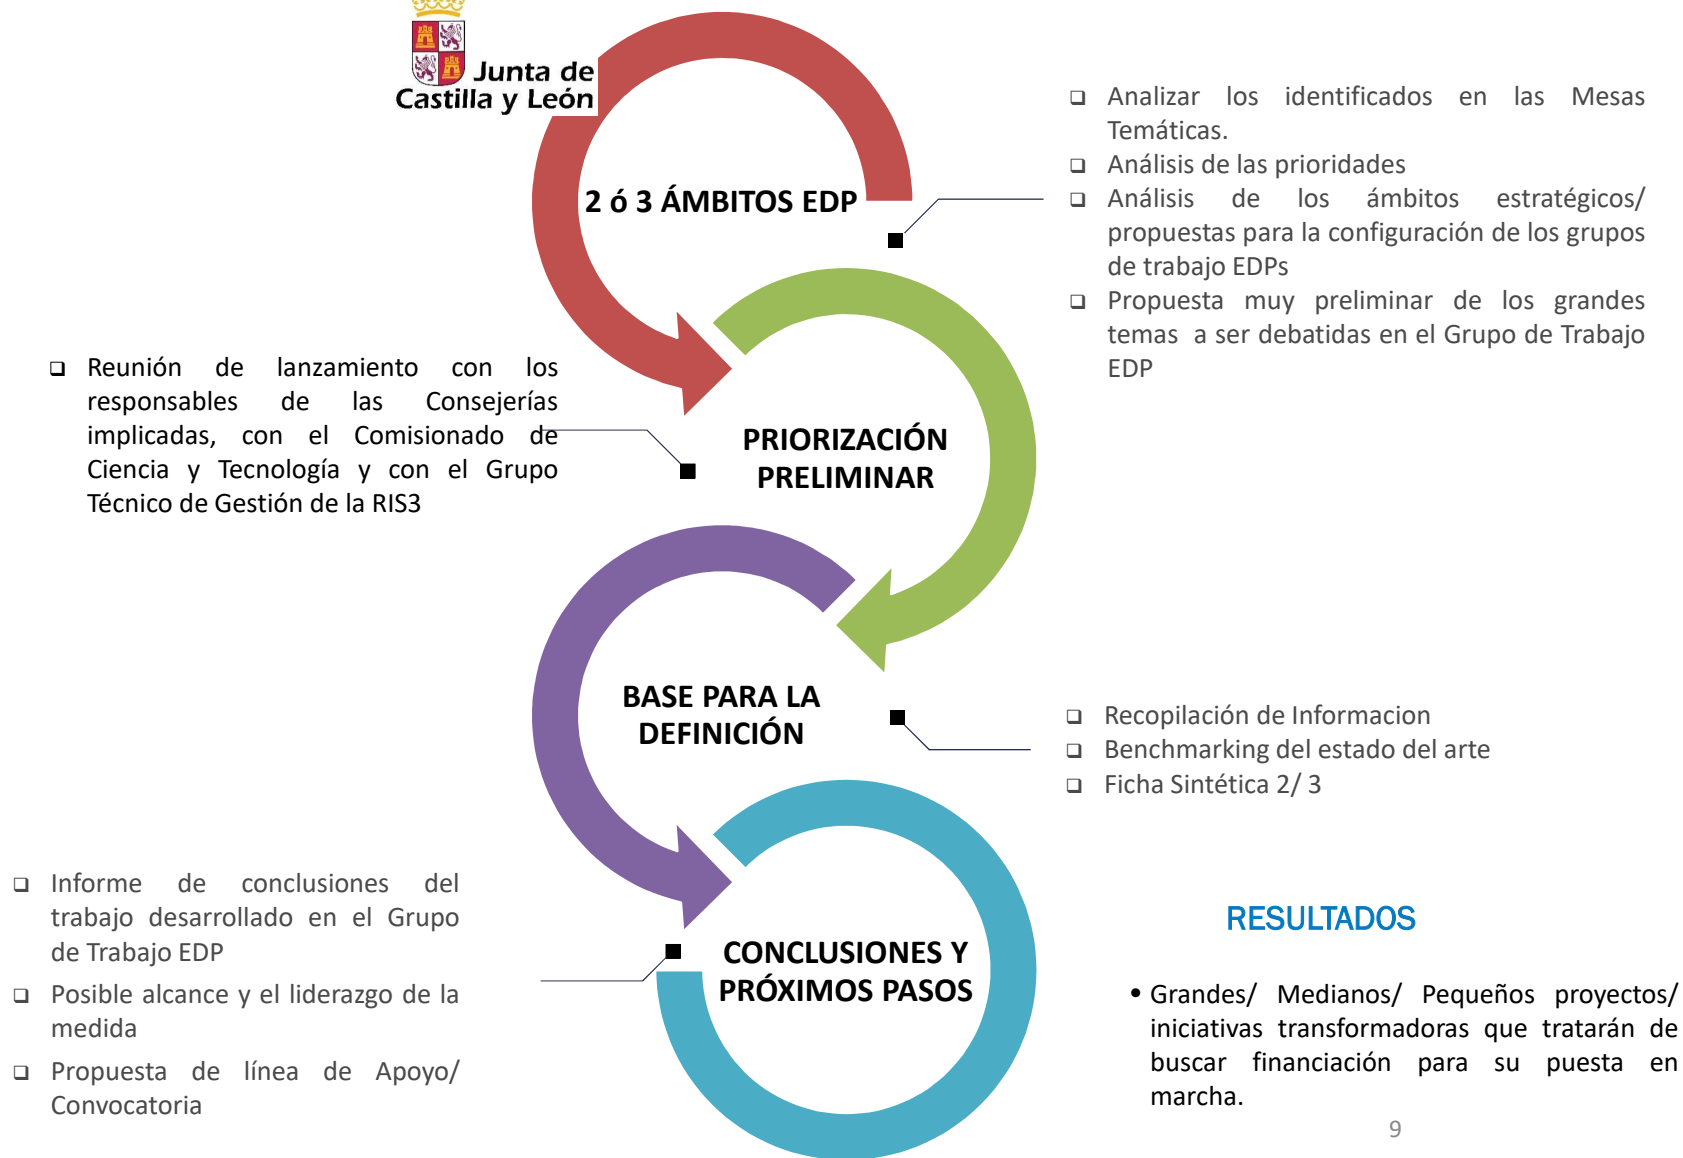 Junta de
Castilla y León
2 ó 3 ÁMBITOS EDP
❑ Analizar los identificados en las Mesas
Temáticas.
❑ Análisis de las prioridades
❑ Análisis de los ámbitos estratégicos/
propuestas para la configuración de los grupos
de trabajo EDPs
❑ Propuesta muy preliminar de los grandes
temas a ser debatidas en el Grupo de Trabajo
EDP
❑ Reunión de lanzamiento con los
responsables de las Consejerías
implicadas, con el Comisionado de
Ciencia y Tecnología y con el Grupo
Técnico de Gestión de la RIS3
PRIORIZACIÓN
PRELIMINAR
BASE PARA LA
DEFINICIÓN
❑ Recopilación de Informacion
❑ Benchmarking del estado del arte
❑ Ficha Sintética 2/ 3
❑ Informe de conclusiones del
trabajo desarrollado en el Grupo
de Trabajo EDP
❑ Posible alcance y el liderazgo de la
medida
❑ Propuesta de línea de Apoyo/
Convocatoria
CONCLUSIONES Y
PRÓXIMOS PASOS
RESULTADOS
• Grandes/ Medianos/ Pequeños proyectos/
iniciativas transformadoras que tratarán de
buscar financiación para su puesta en
marcha.
9